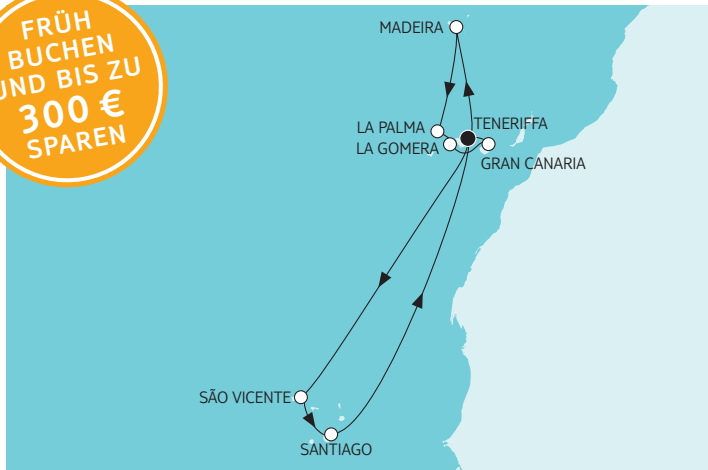 FRÜH
BUCHEN
UND BIS ZU
300 €
SPAREN
MADEIRA
LA PALMA
TENERIFFA
LA GOMERA
GRAN CANARIA
SÃO VICENTE
SANTIAGO